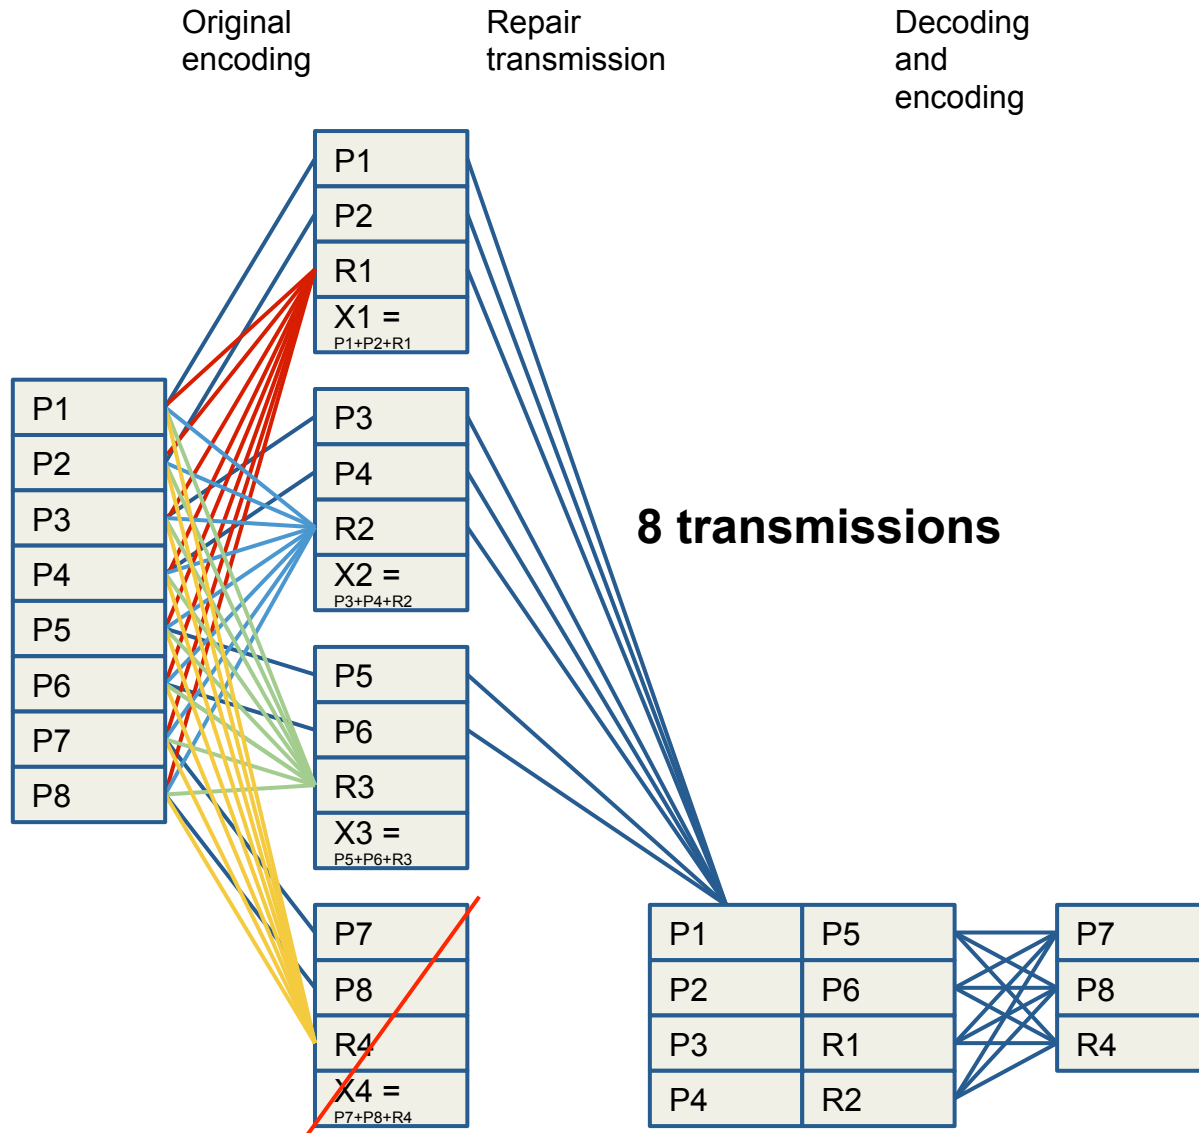 Original
encoding
Repair
transmission
Decoding
and
encoding
P1
P2
P3
P4
P5
P6
P7
P8
P1
P2
R1
X1 =
P1+P2+R1
P3
P4
R2
X2 =
P3+P4+R2
P5
P6
R3
X3 =
P5+P6+R3
P7
P8
R4
X4 =
P7+P8+R4
8 transmissions
P1 P5
P2 P6
P3 R1
P4 R2
P7
P8
R4